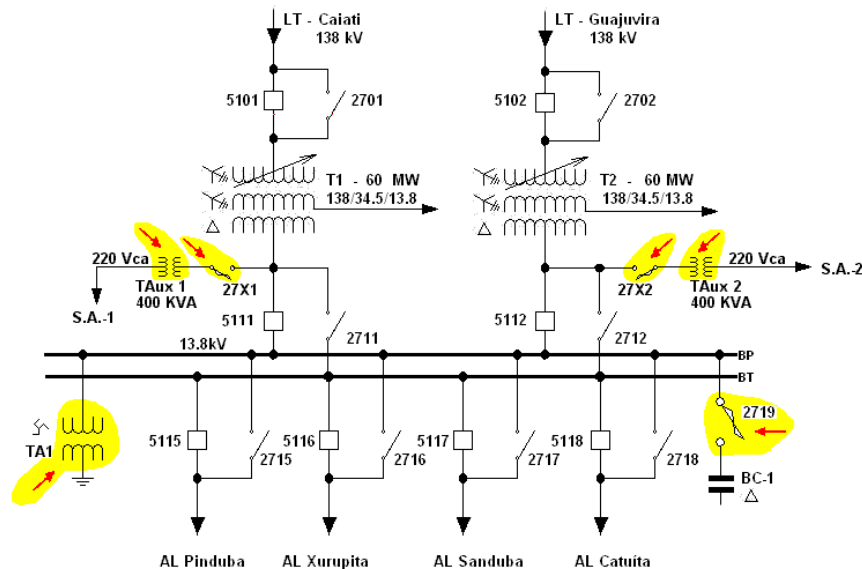 LT - Caiati
138 kV
LT - Guajuvira
138 kV
5101
2701
5102
2702
T1 - 60 MW
138/34.5/13.8
T2 - 60 MW
138/34.5/13.8
220 Vca
TAux 1
400 KVA
27X1
S.A.-1
27X2
TAux 2
400 KVA
220 Vca
S.A.-2
5111
2711
5112
2712
13.8kV
BP
BT
TA1
5115
2715
5116
2716
5117
2717
5118
2718
2719
BC-1
AL Pinduba
AL Xurupita
AL Sanduba
AL Catuíta